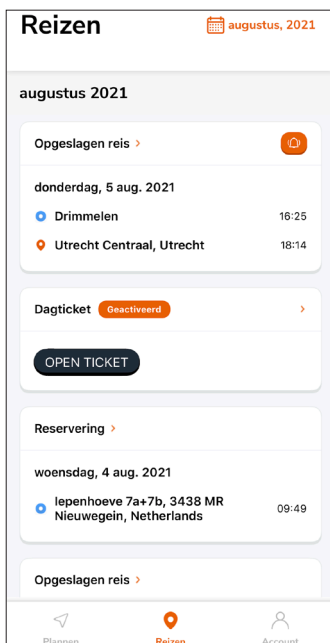 Reizen
augustus, 2021
augustus 2021
Opgeslagen reis >
donderdag, 5 aug. 2021
Drimmelen 16:25
Utrecht Centraal, Utrecht 18:14
Dagticket Geactiveerd >
OPEN TICKET
Reservering >
woensdag, 4 aug. 2021
Iepenhoeve 7a+7b, 3438 MR
Nieuwegein, Netherlands 09:49
Opgeslagen reis >
Plannen Reizen Account